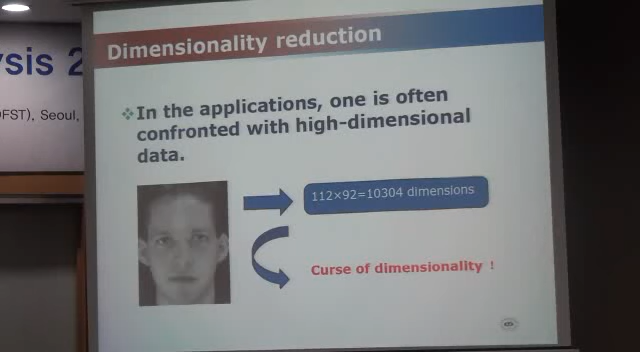 Dimensionality reduction
ysis 2
OFST), Seoul,
In the applications, one is often
confronted with high-dimensional
data.
112×92=10304 dimensions
Curse of dimensionality !